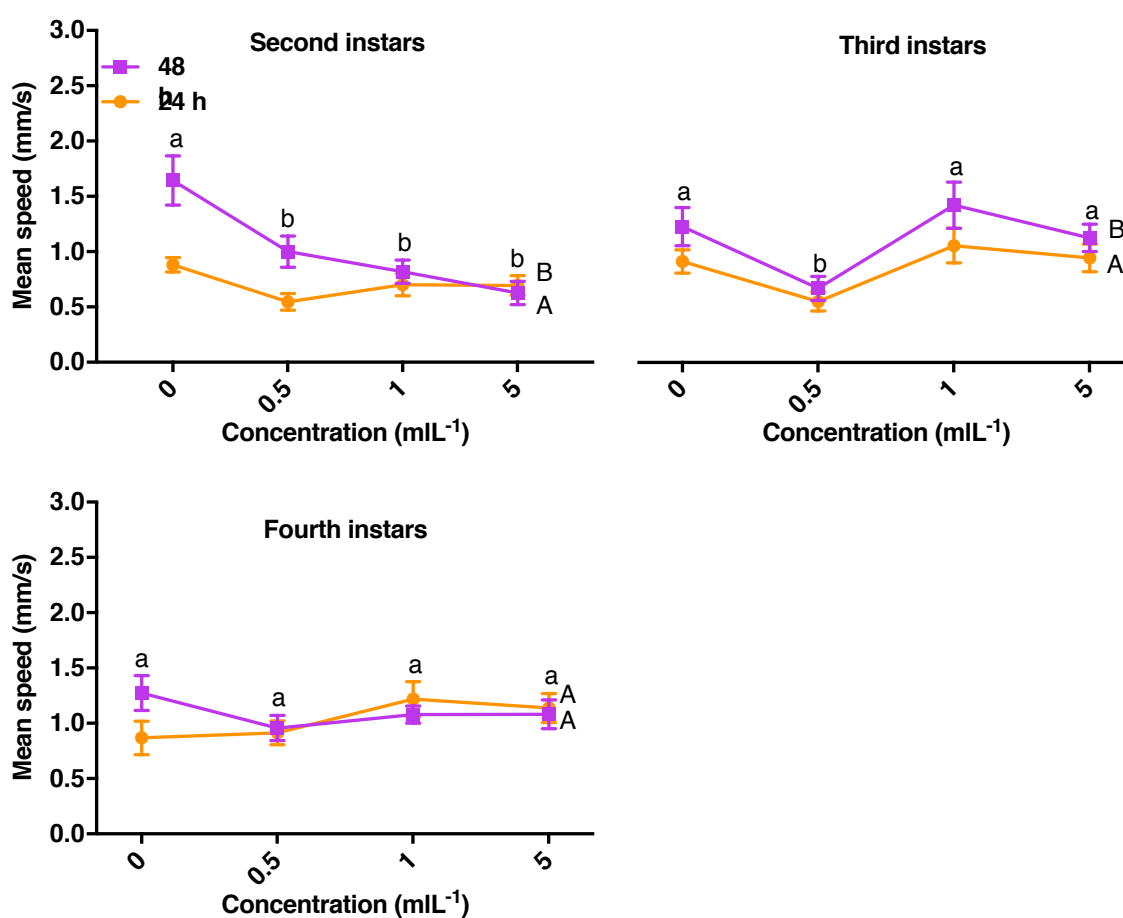 Second instars
48
h
24 h
3.0
2.5
2.0
1.5
1.0
0.5
0.0
Mean speed (mm/s)
a
b
b
b
B
A
0
0.5
1
5
Concentration (mlL-1)
Third instars
a
b
a
a
B
A
0
0.5
1
5
Concentration (mlL-1)
Fourth instars
3.0
2.5
2.0
1.5
1.0
0.5
0.0
Mean speed (mm/s)
a
a
a
a
A
A
0
0.5
1
5
Concentration (mlL-1)